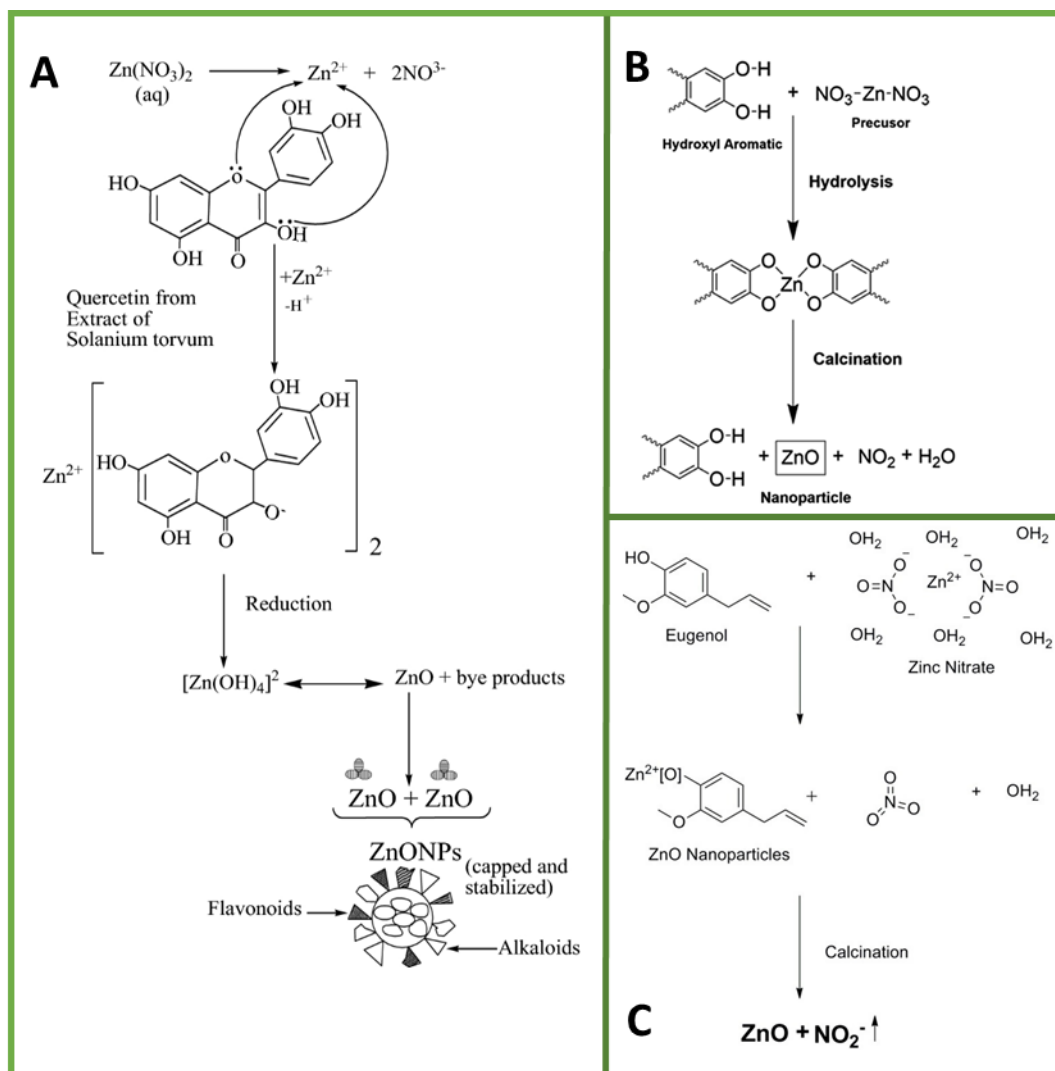 A
Zn(NO₃)₂ → Zn²⁺ + 2NO³⁻
(aq)
OH
OH
HO
o
OH
OH
O
+Zn²⁺
-H⁺
Quercetin from
Extract of
Solanium torvum
OH
OH
Zn²⁺
HO
o
O⁻
OH
O
2
Reduction
[Zn(OH)₄]² ↔ ZnO + bye products
ZnO + ZnO
ZnONPs
(capped and
stabilized)
Flavonoids
Alkaloids
B
O-H
O-H
+ NO₃-Zn-NO₃
Precusor
Hydroxyl Aromatic
Hydrolysis
O O
Zn
O O
Calcination
O-H
O-H
+ ZnO + NO₂ + H₂O
Nanoparticle
OH₂ OH₂ OH₂
HO
O
Eugenol
+
O⁻ O⁻
O=N Zn²⁺ N=O
O⁻ O⁻
OH₂ OH₂ OH₂
Zinc Nitrate
Zn²⁺[O]
O
+
O
N
O O
+ OH₂
ZnO Nanoparticles
Calcination
C
ZnO + NO₂⁻ ↑